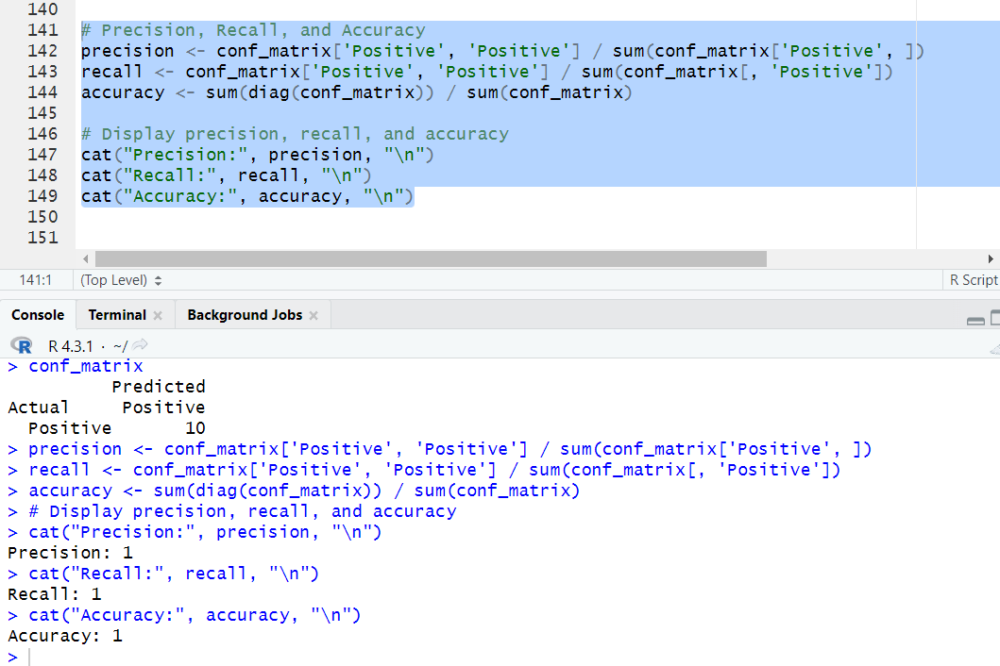 140
141 # Precision, Recall, and Accuracy
142 precision <- conf_matrix['Positive', 'Positive'] / sum(conf_matrix['Positive', ])
143 recall <- conf_matrix['Positive', 'Positive'] / sum(conf_matrix[, 'Positive'])
144 accuracy <- sum(diag(conf_matrix)) / sum(conf_matrix)
145
146 # Display precision, recall, and accuracy
147 cat("Precision:", precision, "\n")
148 cat("Recall:", recall, "\n")
149 cat("Accuracy:", accuracy, "\n")
150
151
141:1 (Top Level) R Script
Console Terminal Background Jobs
R R 4.3.1 · ~/
> conf_matrix
          Predicted
Actual     Positive
  Positive       10
> precision <- conf_matrix['Positive', 'Positive'] / sum(conf_matrix['Positive', ])
> recall <- conf_matrix['Positive', 'Positive'] / sum(conf_matrix[, 'Positive'])
> accuracy <- sum(diag(conf_matrix)) / sum(conf_matrix)
> # Display precision, recall, and accuracy
> cat("Precision:", precision, "\n")
Precision: 1
> cat("Recall:", recall, "\n")
Recall: 1
> cat("Accuracy:", accuracy, "\n")
Accuracy: 1
>